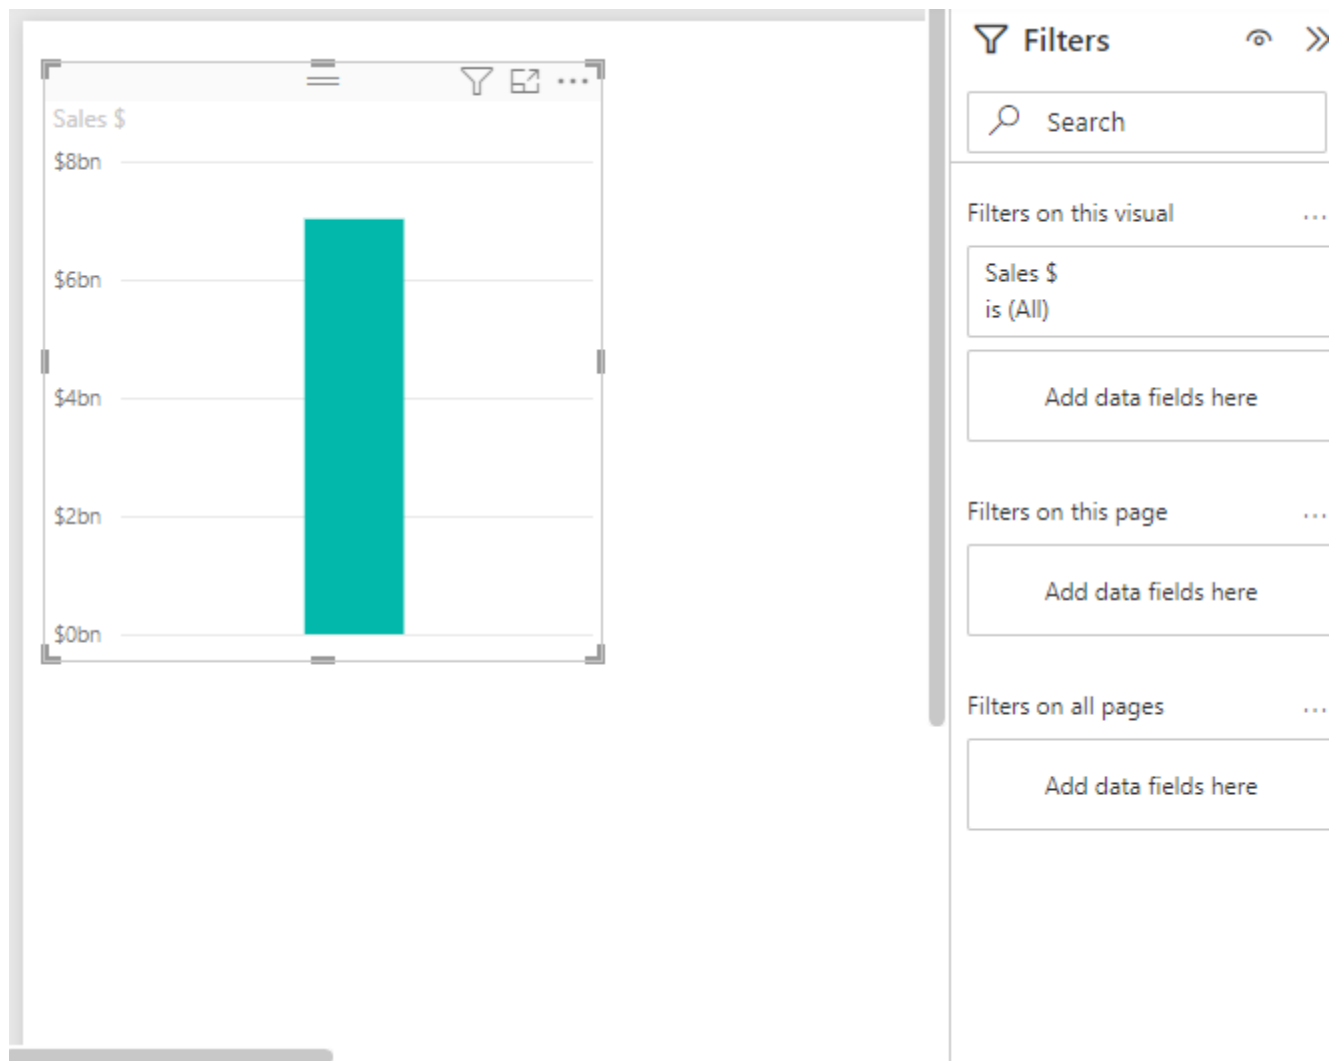 Sales $
$8bn
$6bn
$4bn
$2bn
$0bn
Filters
Search
Filters on this visual
Sales $
is (All)
Add data fields here
Filters on this page
Add data fields here
Filters on all pages
Add data fields here